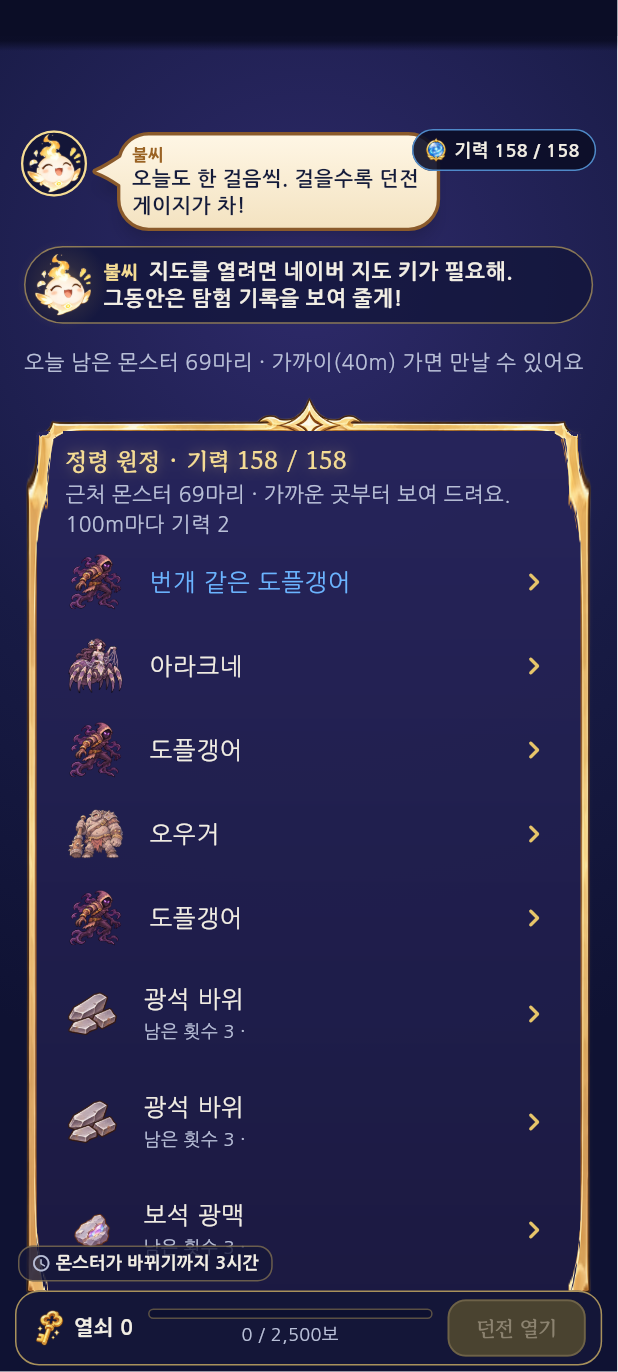 불씨
오늘도 한 걸음씩. 걸을수록 던전
게이지가 차!
기력 158 / 158
불씨 지도를 열려면 네이버 지도 키가 필요해.
그동안은 탐험 기록을 보여 줄게!
오늘 남은 몬스터 69마리 · 가까이(40m) 가면 만날 수 있어요
정령 원정 · 기력 158 / 158
근처 몬스터 69마리 · 가까운 곳부터 보여 드려요.
100m마다 기력 2
번개 같은 도플갱어
아라크네
도플갱어
오우거
도플갱어
광석 바위
남은 횟수 3 ·
광석 바위
남은 횟수 3 ·
보석 광맥
남은 횟수 3 ·
몬스터가 바뀌기까지 3시간
열쇠 0
0 / 2,500보
던전 열기